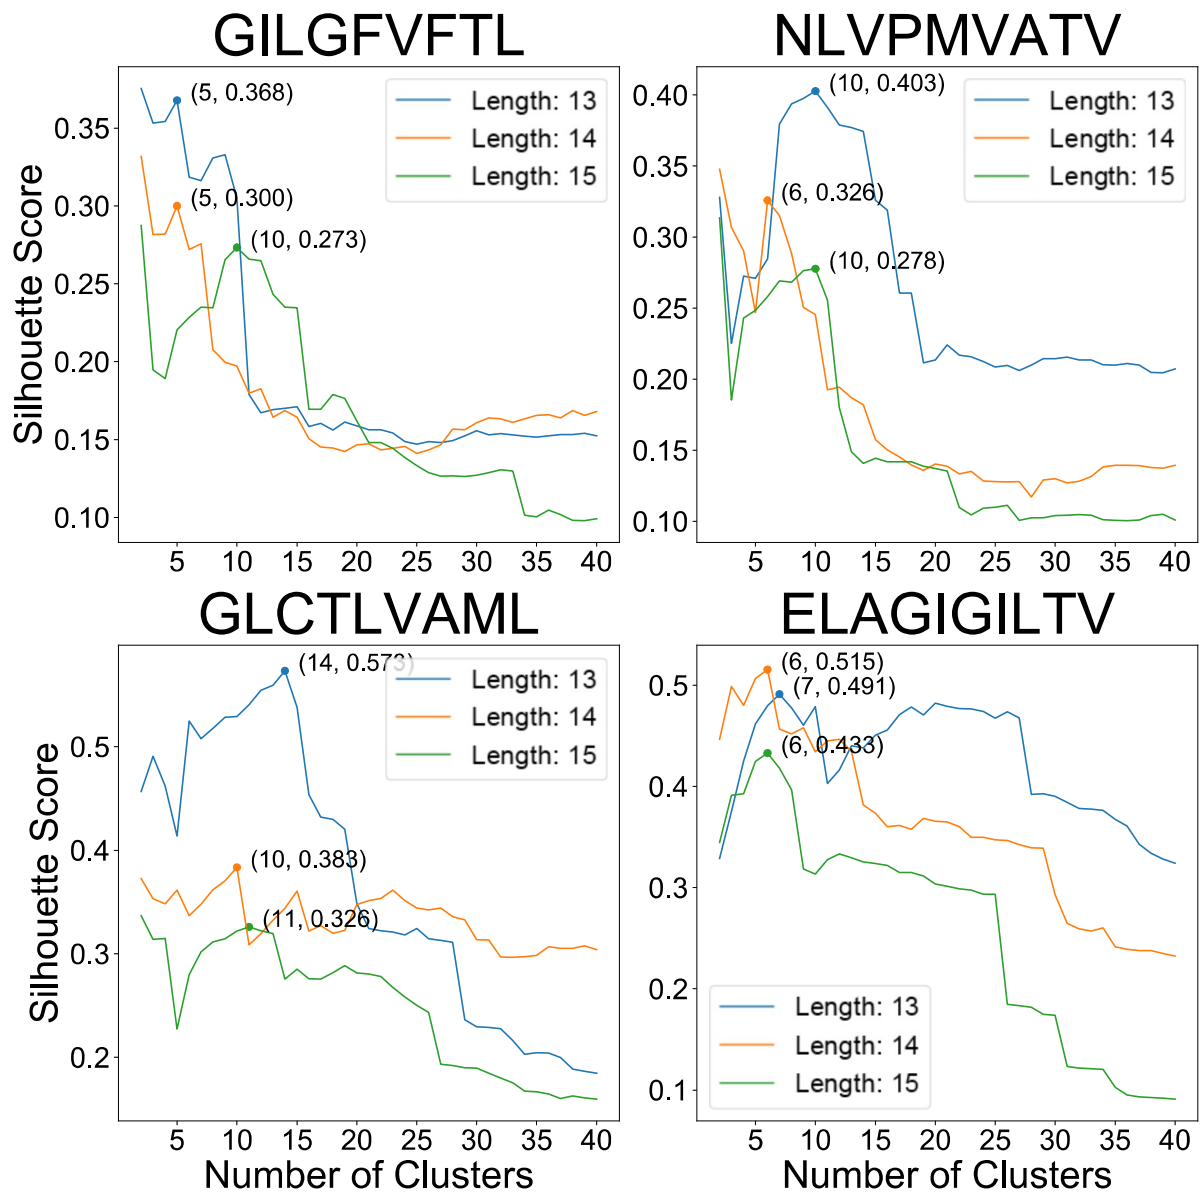 GILGFVFTL
NLVPMVATV
Silhouette Score
0.35
0.30
0.25
0.20
0.15
0.10
(5, 0.368)
(5, 0.300)
(10, 0.273)
Length: 13
Length: 14
Length: 15
5 10 15 20 25 30 35 40
0.40
0.35
0.30
0.25
0.20
0.15
0.10
(10, 0.403)
(6, 0.326)
(10, 0.278)
Length: 13
Length: 14
Length: 15
5 10 15 20 25 30 35 40
GLCTLVAML
ELAGIGILTV
Silhouette Score
0.5
0.4
0.3
0.2
(14, 0.573)
(10, 0.383)
(11, 0.326)
Length: 13
Length: 14
Length: 15
5 10 15 20 25 30 35 40
Number of Clusters
0.5
0.4
0.3
0.2
0.1
(6, 0.515)
(7, 0.491)
(6, 0.433)
Length: 13
Length: 14
Length: 15
5 10 15 20 25 30 35 40
Number of Clusters